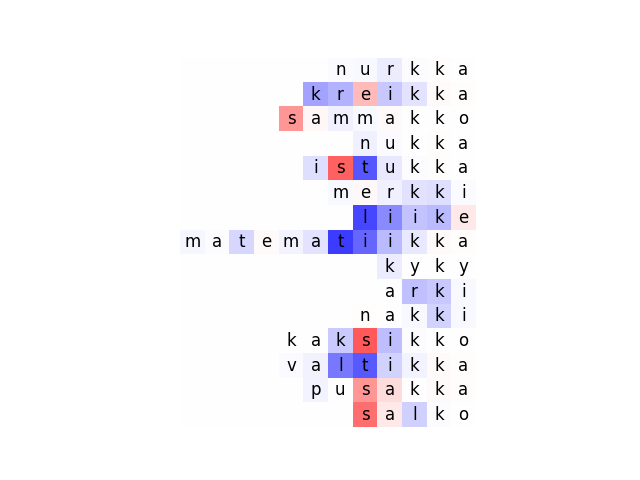 nurkka
kreikka
sammakko
nukka
istukka
merkki
liike
matematiikka
kyky
arki
nakki
kaksikko
valtikka
pusakka
salko